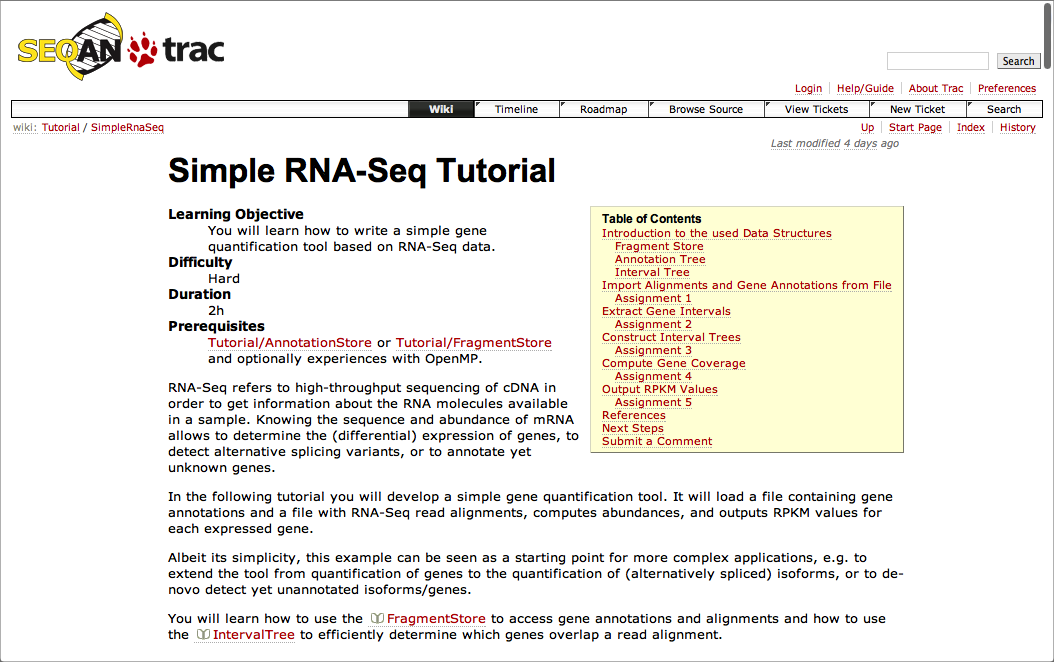 SEQAN trac
Search
Login Help/Guide About Trac Preferences
Wiki Timeline Roadmap Browse Source View Tickets New Ticket Search
wiki: Tutorial / SimpleRnaSeq
Up Start Page Index History
Last modified 4 days ago
Simple RNA-Seq Tutorial
Learning Objective
You will learn how to write a simple gene
quantification tool based on RNA-Seq data.
Difficulty
Hard
Duration
2h
Prerequisites
Tutorial/AnnotationStore or Tutorial/FragmentStore
and optionally experiences with OpenMP.
Table of Contents
Introduction to the used Data Structures
Fragment Store
Annotation Tree
Interval Tree
Import Alignments and Gene Annotations from File
Assignment 1
Extract Gene Intervals
Assignment 2
Construct Interval Trees
Assignment 3
Compute Gene Coverage
Assignment 4
Output RPKM Values
Assignment 5
References
Next Steps
Submit a Comment
RNA-Seq refers to high-throughput sequencing of cDNA in
order to get information about the RNA molecules available
in a sample. Knowing the sequence and abundance of mRNA
allows to determine the (differential) expression of genes, to
detect alternative splicing variants, or to annotate yet
unknown genes.
In the following tutorial you will develop a simple gene quantification tool. It will load a file containing gene
annotations and a file with RNA-Seq read alignments, computes abundances, and outputs RPKM values for
each expressed gene.
Albeit its simplicity, this example can be seen as a starting point for more complex applications, e.g. to
extend the tool from quantification of genes to the quantification of (alternatively spliced) isoforms, or to de-
novo detect yet unannotated isoforms/genes.
You will learn how to use the FragmentStore to access gene annotations and alignments and how to use
the IntervalTree to efficiently determine which genes overlap a read alignment.